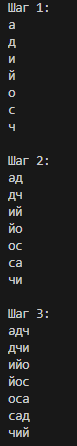 Шаг 1:
а
д
и
й
о
с
ч

Шаг 2:
ад
дч
ий
йо
ос
са
чи

Шаг 3:
адч
дчи
ийо
йос
оса
сад
чий